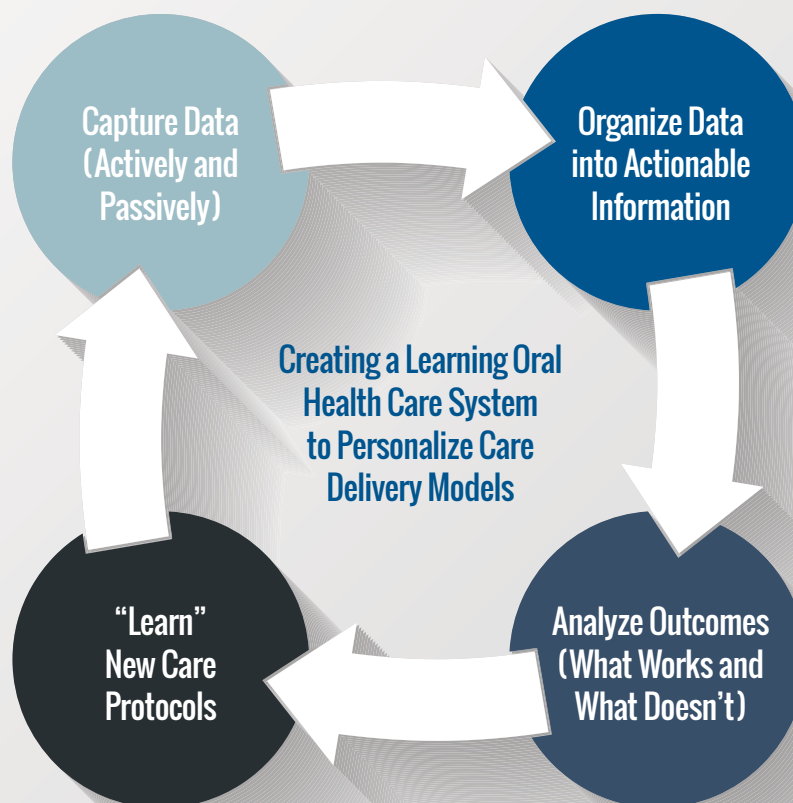 Capture Data
(Actively and
Passively)
Organize Data
into Actionable
Information
Creating a Learning Oral
Health Care System
to Personalize Care
Delivery Models
“Learn”
New Care
Protocols
Analyze Outcomes
(What Works and
What Doesn’t)